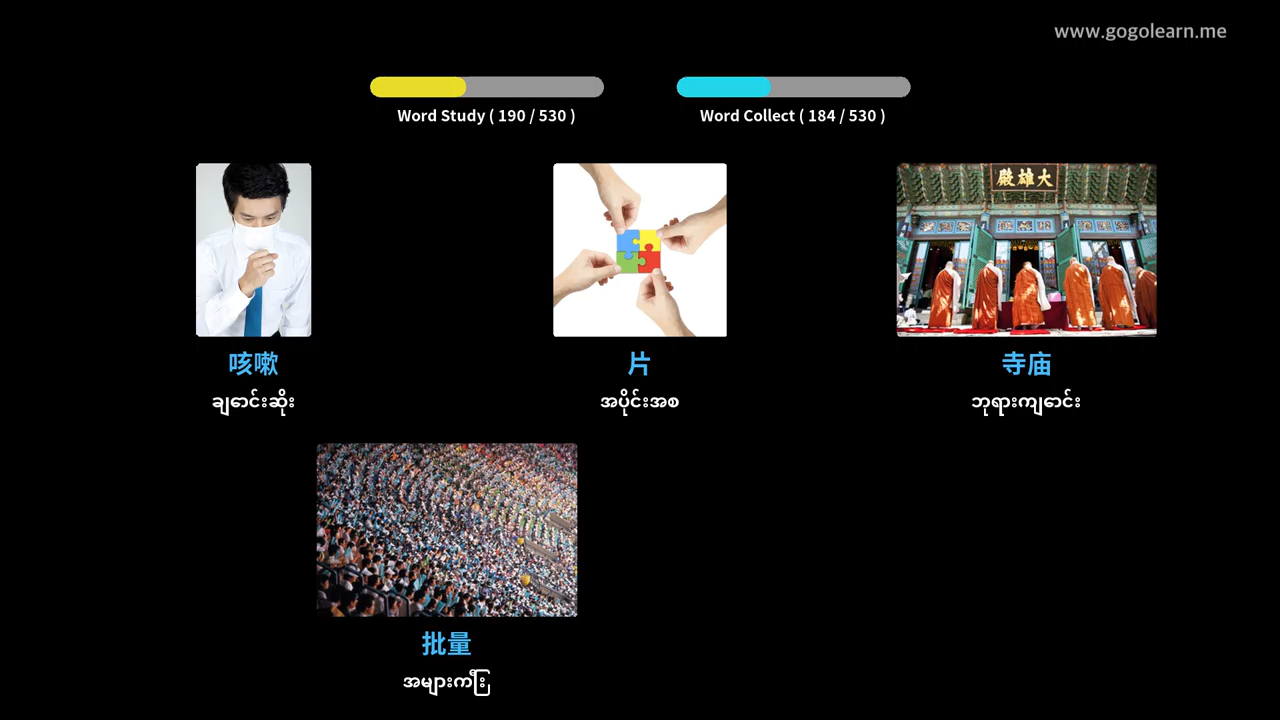 www.gogolearn.me
Word Study ( 190 / 530 )
Word Collect ( 184 / 530 )
大雄殿
咳嗽
片
寺庙
ချောင်းဆိုး
အပိုင်းအစ
ဘုရားကျောင်း
批量
အများကြီး